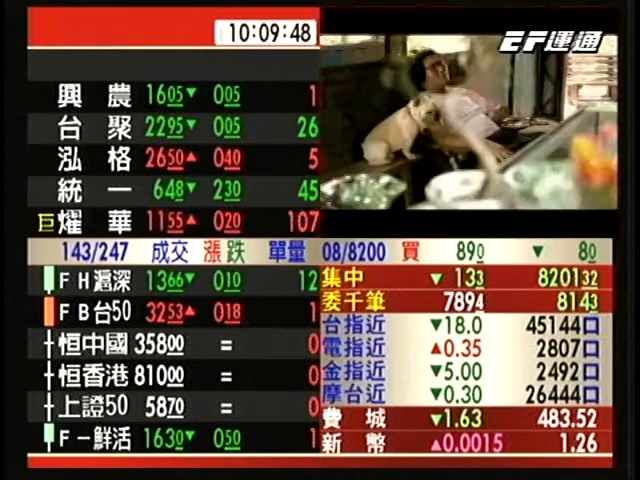 10:09:48
EF運通
興農 1605▼ 005 1
台聚 2295▼ 005 26
泓格 2650▲ 040 5
統一 648▼ 230 45
巨 燿華 1155▲ 020 107
143/247 成交 漲跌 單量 08/8200 買 890 ▼ 80
FH滬深 1366▼ 010 12
FB台50 3253▲ 018 1
恒中國 35800 = 0
恒香港 81000 = 0
上證50 5870 = 0
F-鮮活 1630▼ 050 1
集中 ▼ 133 820132
委千筆 7894 8143
台指近 ▼18.0 45144口
電指近 ▲0.35 2807口
金指近 ▼5.00 2492口
摩台近 ▼0.30 26444口
費城 ▼1.63 483.52
新幣 ▲0.0015 1.26